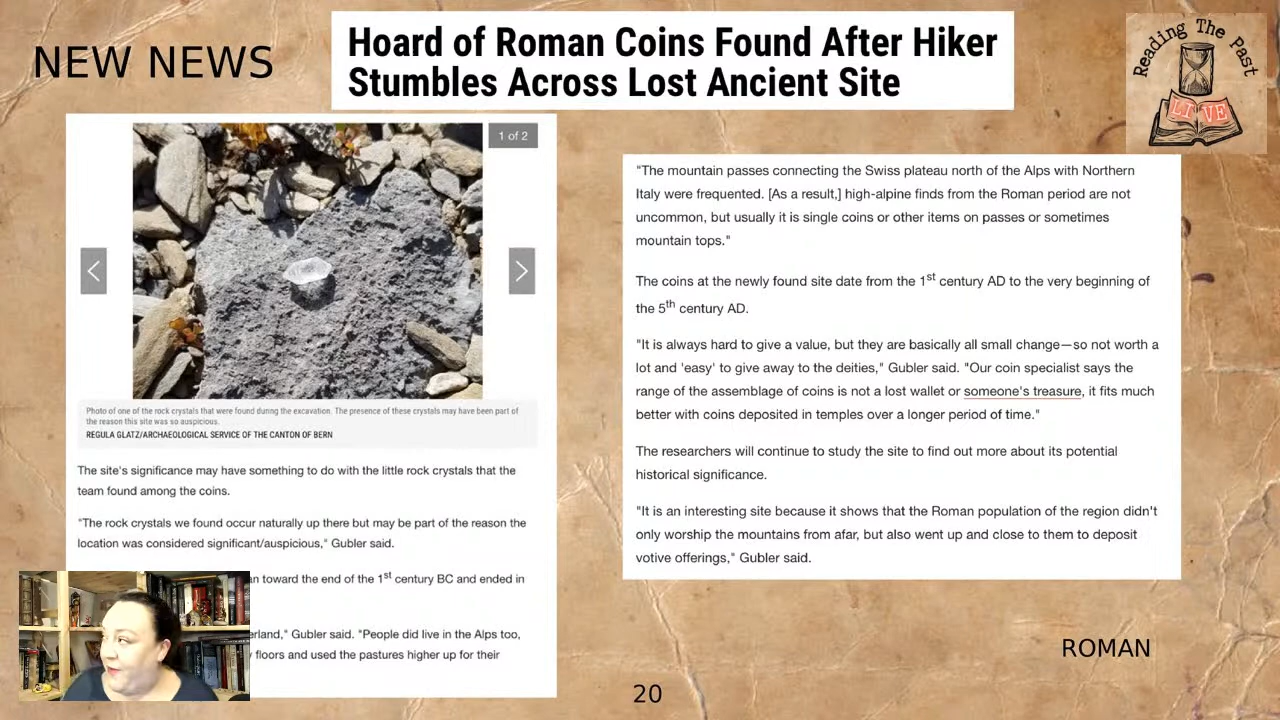 NEW NEWS
Hoard of Roman Coins Found After Hiker
Stumbles Across Lost Ancient Site
Reading The Past
LIVE
1 of 2
Photo of one of the rock crystals that were found during the excavation. The presence of these crystals may have been part of
the reason this site was so auspicious.
REGULA GLATZ/ARCHAEOLOGICAL SERVICE OF THE CANTON OF BERN
The site's significance may have something to do with the little rock crystals that the
team found among the coins.
"The rock crystals we found occur naturally up there but may be part of the reason the
location was considered significant/auspicious," Gubler said.
toward the end of the 1st century BC and ended in
Gubler said. "People did live in the Alps too,
floors and used the pastures higher up for their
"The mountain passes connecting the Swiss plateau north of the Alps with Northern
Italy were frequented. [As a result,] high-alpine finds from the Roman period are not
uncommon, but usually it is single coins or other items on passes or sometimes
mountain tops."
The coins at the newly found site date from the 1st century AD to the very beginning of
the 5th century AD.
"It is always hard to give a value, but they are basically all small change—so not worth a
lot and 'easy' to give away to the deities," Gubler said. "Our coin specialist says the
range of the assemblage of coins is not a lost wallet or someone's treasure, it fits much
better with coins deposited in temples over a longer period of time."
The researchers will continue to study the site to find out more about its potential
historical significance.
"It is an interesting site because it shows that the Roman population of the region didn't
only worship the mountains from afar, but also went up and close to them to deposit
votive offerings," Gubler said.
ROMAN
20